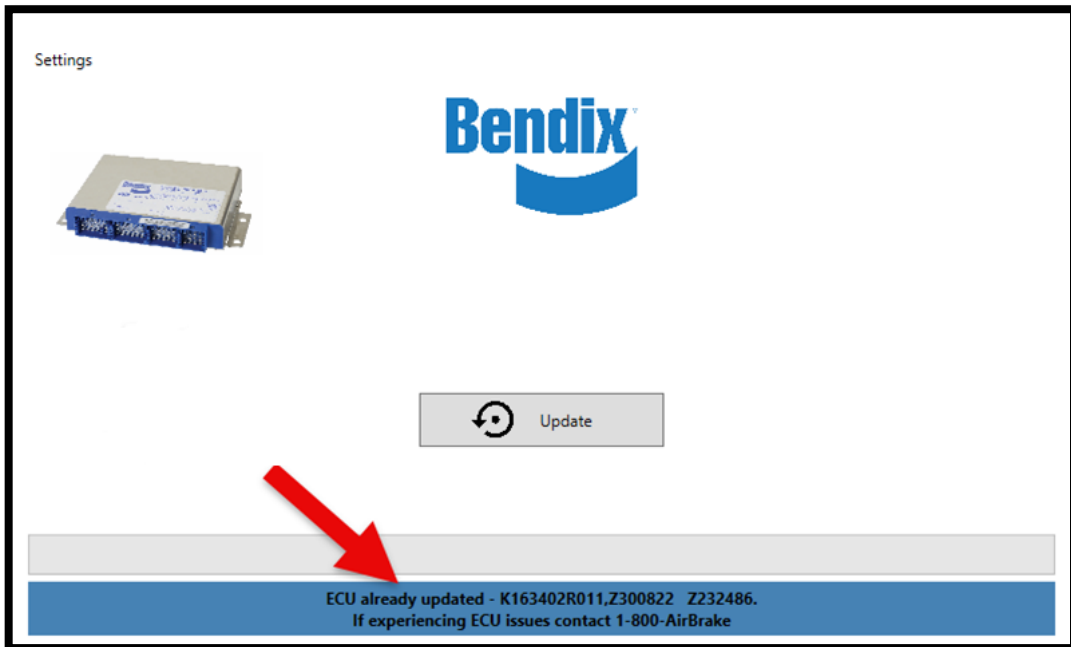 Settings
Bendix
Update
ECU already updated - K163402R011,Z300822   Z232486.
If experiencing ECU issues contact 1-800-AirBrake